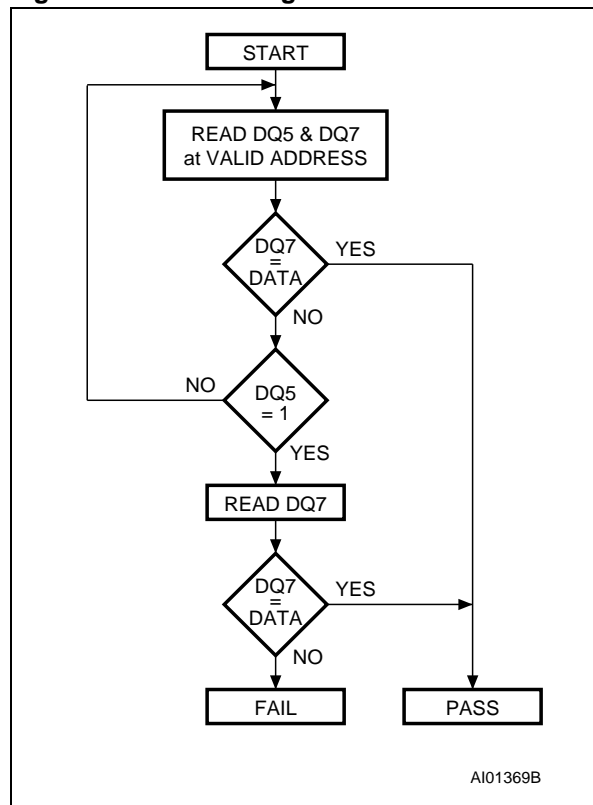 START
READ DQ5 & DQ7
at VALID ADDRESS
DQ7
=
DATA
YES
NO
NO
DQ5
= 1
YES
READ DQ7
DQ7
=
DATA
YES
NO
FAIL
PASS
AI01369B